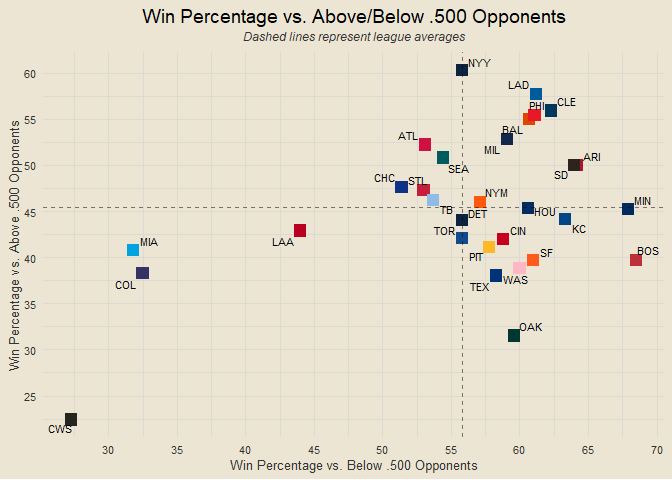 Win Percentage vs. Above/Below .500 Opponents
Dashed lines represent league averages
Win Percentage vs. Above .500 Opponents
60
55
50
45
40
35
30
25
NYY
LAD
CLE
PHI
BAL
ATL
MIL
SEA
ARI
SD
CHC
STL
NYM
MIN
TB
DET
HOU
KC
TOR
CIN
LAA
MIA
PIT
SF
BOS
COL
TEX
WAS
OAK
CWS
30
35
40
45
50
55
60
65
70
Win Percentage vs. Below .500 Opponents